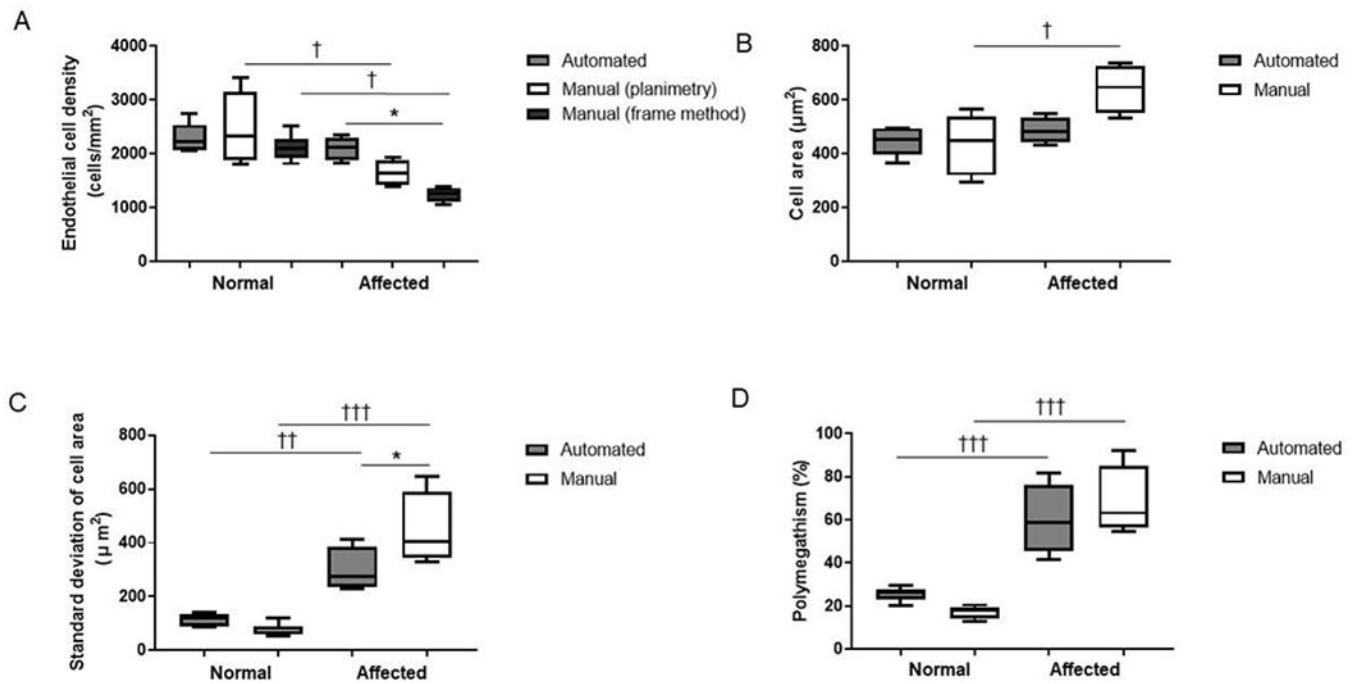 A
Endothelial cell density
(cells/mm²)
4000
3000
2000
1000
0
†
†
*
Normal
Affected
Automated
Manual (planimetry)
Manual (frame method)
B
Cell area (µm²)
800
600
400
200
0
†
Normal
Affected
Automated
Manual
C
Standard deviation of cell area
(µ m²)
800
600
400
200
0
†††
††
*
Normal
Affected
Automated
Manual
D
Polymegathism (%)
100
80
60
40
20
0
†††
†††
Normal
Affected
Automated
Manual